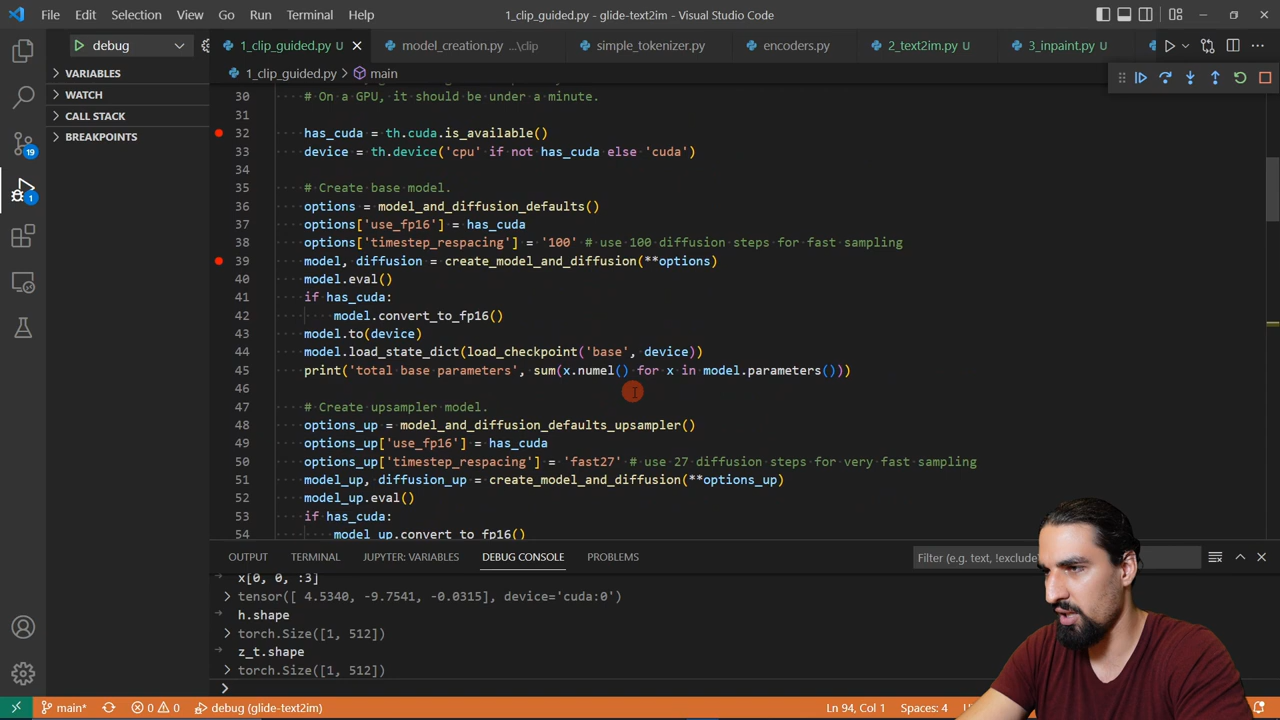 File Edit Selection View Go Run Terminal Help 1_clip_guided.py - glide-text2im - Visual Studio Code
debug 1_clip_guided.py U model_creation.py ...\clip simple_tokenizer.py encoders.py 2_text2im.py U 3_inpaint.py U
VARIABLES
WATCH
CALL STACK
BREAKPOINTS
19
1
1_clip_guided.py > main
30 # On a GPU, it should be under a minute.
31
32 has_cuda = th.cuda.is_available()
33 device = th.device('cpu' if not has_cuda else 'cuda')
34
35 # Create base model.
36 options = model_and_diffusion_defaults()
37 options['use_fp16'] = has_cuda
38 options['timestep_respacing'] = '100' # use 100 diffusion steps for fast sampling
39 model, diffusion = create_model_and_diffusion(**options)
40 model.eval()
41 if has_cuda:
42 model.convert_to_fp16()
43 model.to(device)
44 model.load_state_dict(load_checkpoint('base', device))
45 print('total base parameters', sum(x.numel() for x in model.parameters()))
46
47 # Create upsampler model.
48 options_up = model_and_diffusion_defaults_upsampler()
49 options_up['use_fp16'] = has_cuda
50 options_up['timestep_respacing'] = 'fast27' # use 27 diffusion steps for very fast sampling
51 model_up, diffusion_up = create_model_and_diffusion(**options_up)
52 model_up.eval()
53 if has_cuda:
54 model_up.convert_to_fp16()
OUTPUT TERMINAL JUPYTER: VARIABLES DEBUG CONSOLE PROBLEMS Filter (e.g. text, !exclude)
x[0, 0, :3]
tensor([ 4.5340, -9.7541, -0.0315], device='cuda:0')
h.shape
torch.Size([1, 512])
z_t.shape
torch.Size([1, 512])
main* 0 0 debug (glide-text2im) Ln 94, Col 1 Spaces: 4